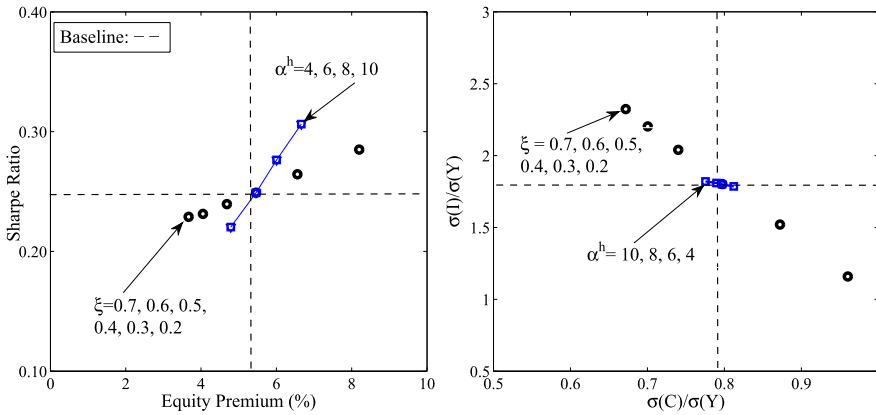 0.40
0.30
0.20
0.10
Sharpe Ratio
Baseline: – –
α^h=4, 6, 8, 10
ξ=0.7, 0.6, 0.5,
0.4, 0.3, 0.2
0 2 4 6 8 10
Equity Premium (%)
3
2.5
2
1.5
1
σ(I)/σ(Y)
ξ = 0.7, 0.6, 0.5,
0.4, 0.3, 0.2
α^h = 10, 8, 6, 4
0.5 0.6 0.7 0.8 0.9
σ(C)/σ(Y)